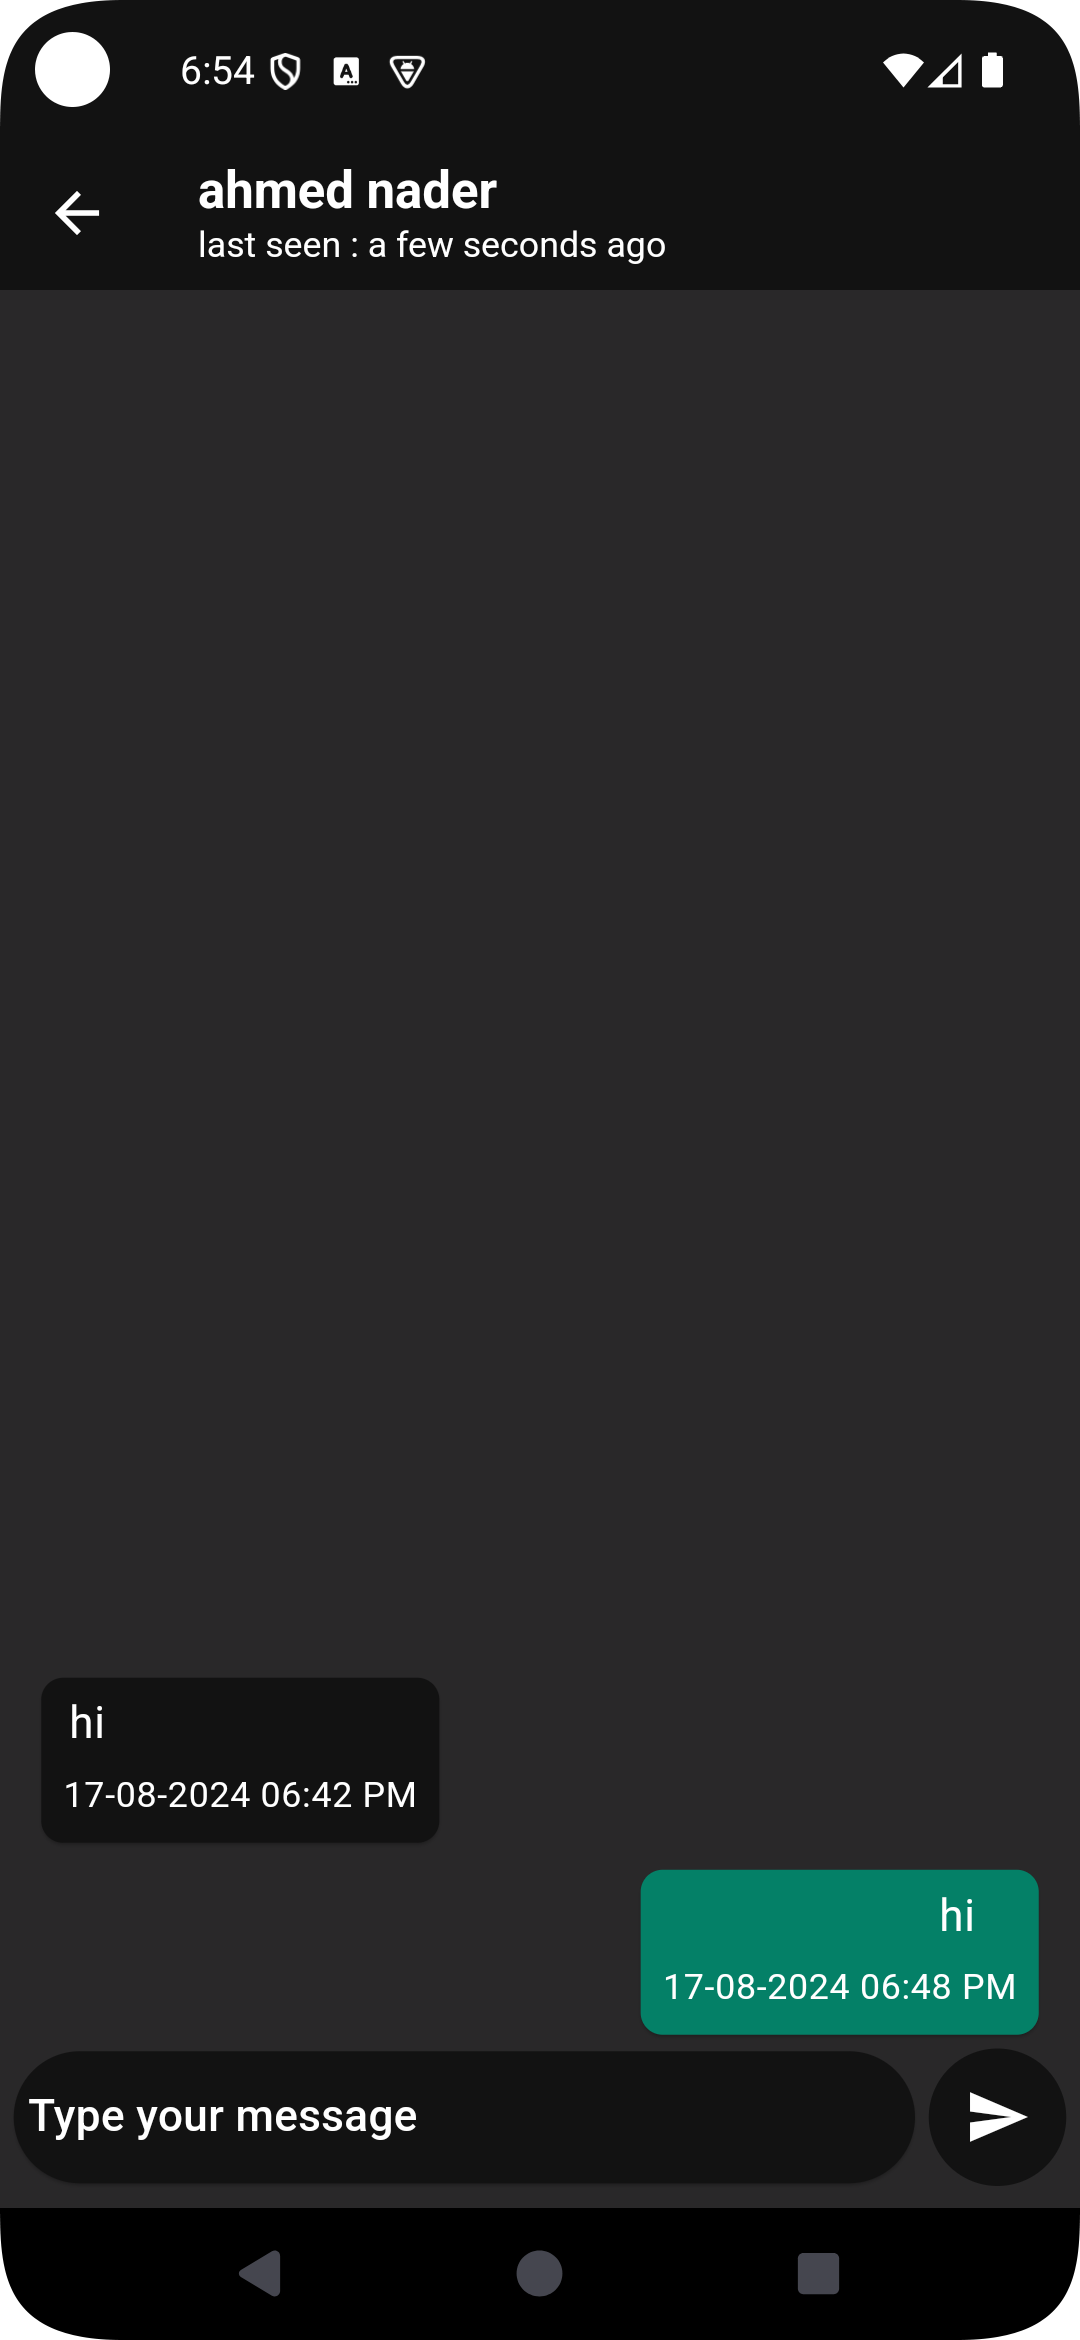 6:54
ahmed nader
last seen : a few seconds ago
hi
17-08-2024 06:42 PM
hi
17-08-2024 06:48 PM
Type your message